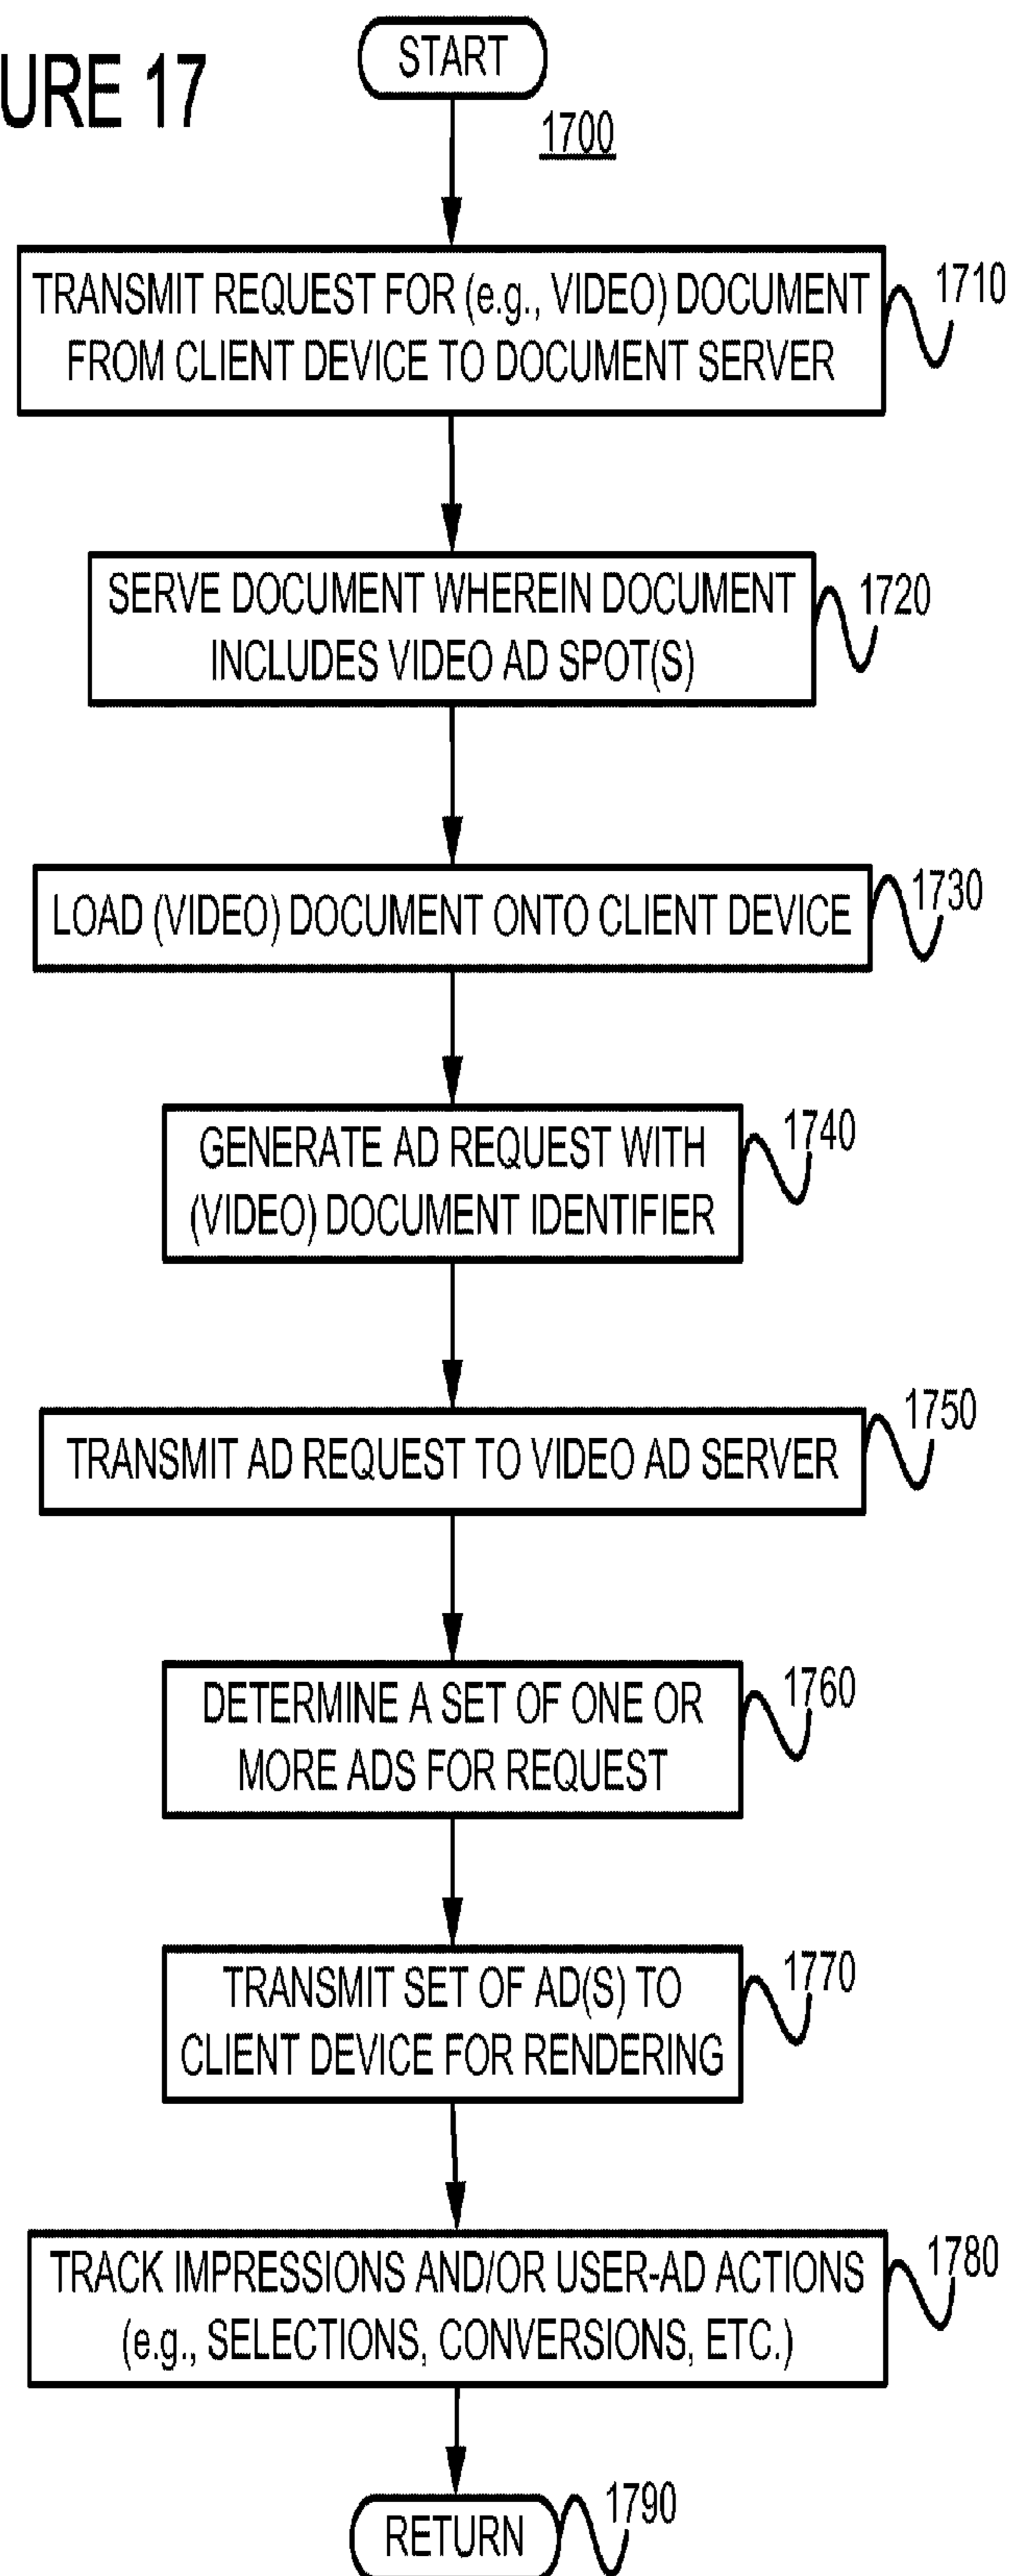 URE 17
START
1700
TRANSMIT REQUEST FOR (e.g., VIDEO) DOCUMENT
FROM CLIENT DEVICE TO DOCUMENT SERVER
1710
SERVE DOCUMENT WHEREIN DOCUMENT
INCLUDES VIDEO AD SPOT(S)
1720
LOAD (VIDEO) DOCUMENT ONTO CLIENT DEVICE
1730
GENERATE AD REQUEST WITH
(VIDEO) DOCUMENT IDENTIFIER
1740
TRANSMIT AD REQUEST TO VIDEO AD SERVER
1750
DETERMINE A SET OF ONE OR
MORE ADS FOR REQUEST
1760
TRANSMIT SET OF AD(S) TO
CLIENT DEVICE FOR RENDERING
1770
TRACK IMPRESSIONS AND/OR USER-AD ACTIONS
(e.g., SELECTIONS, CONVERSIONS, ETC.)
1780
RETURN
1790